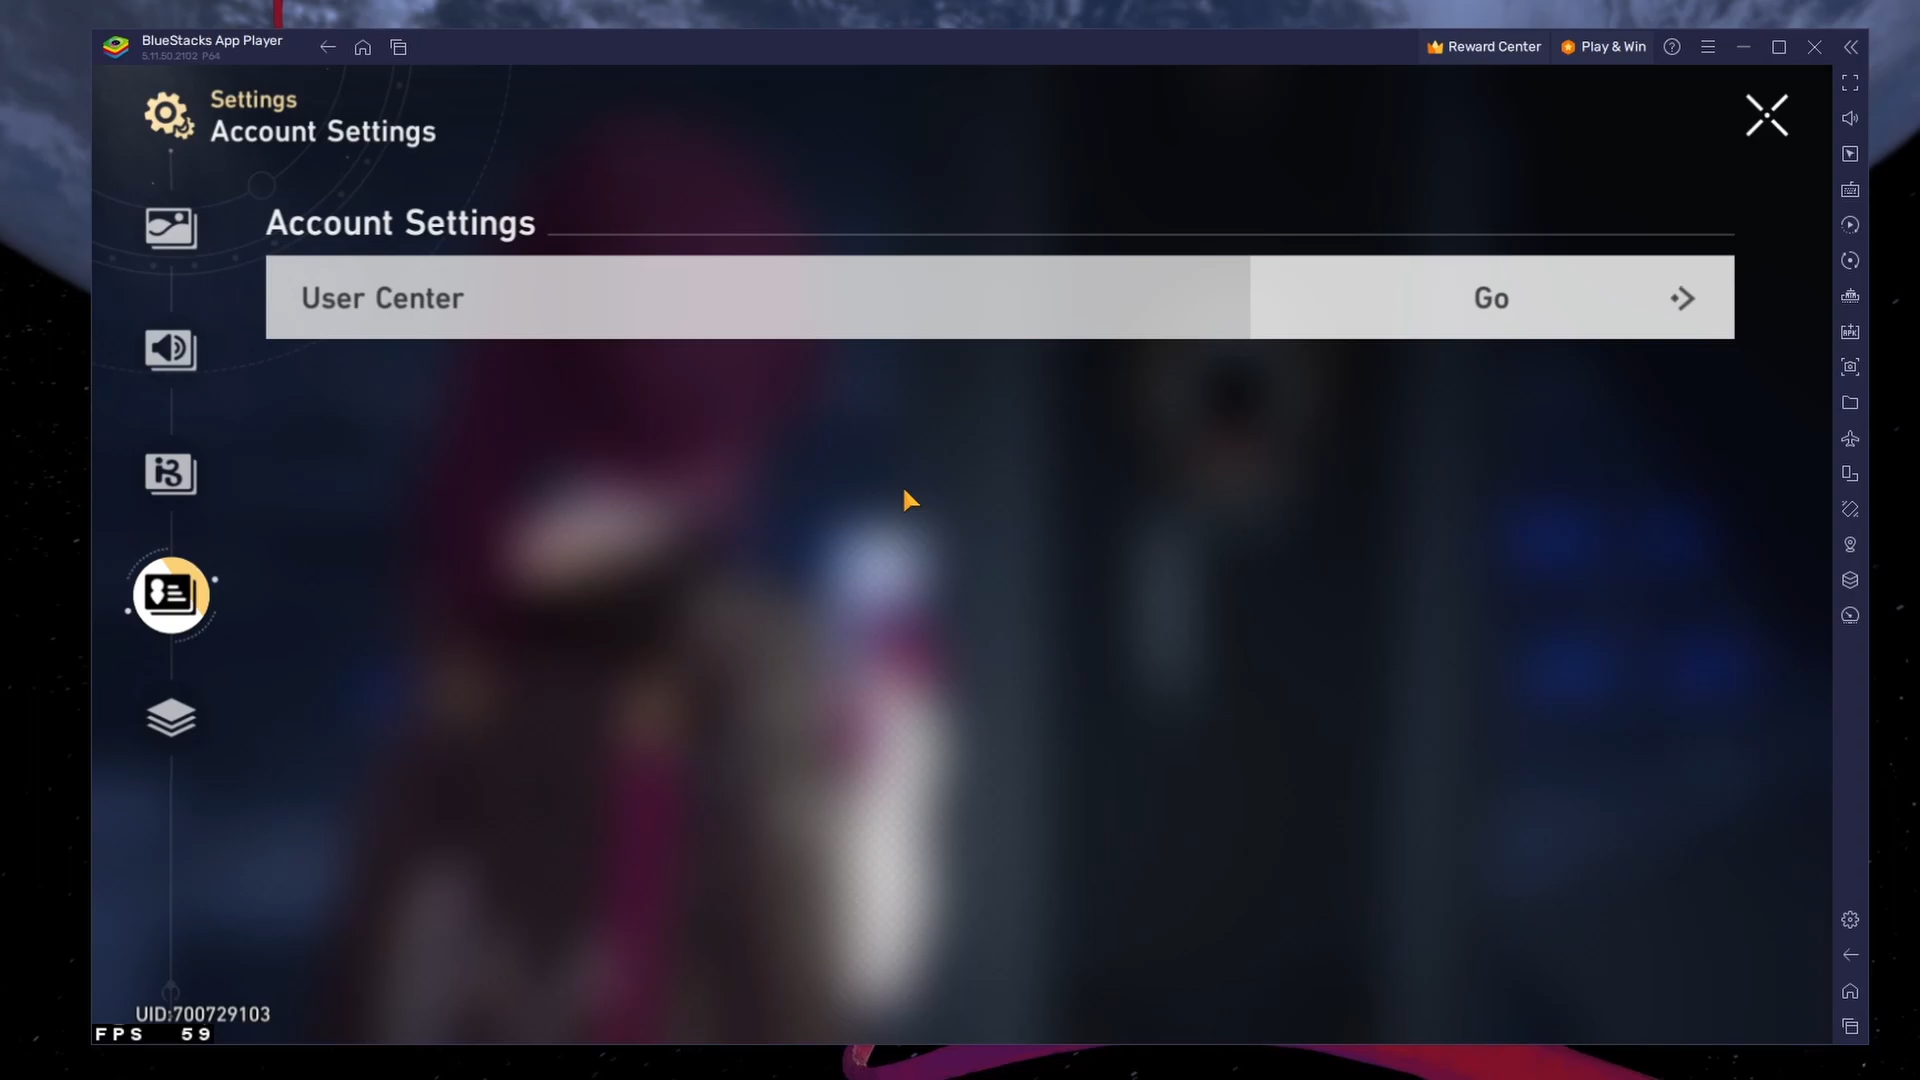 BlueStacks App Player
5.11.50.2102 P64
Reward Center
Play & Win
Settings
Account Settings
Account Settings
User Center
Go
UID:700729103
FPS 59